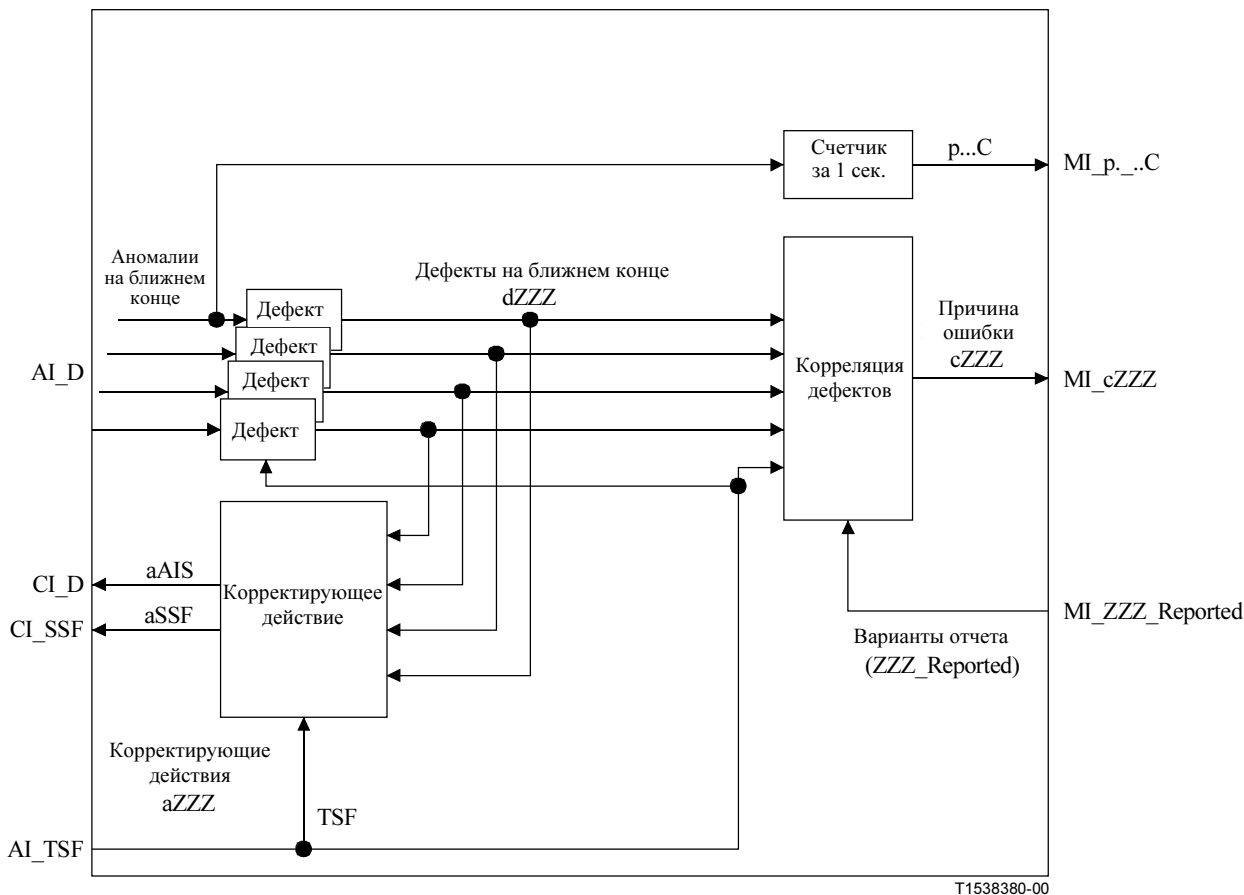 Счетчик
за 1 сек.
p...C
MI_p._..C
Аномалии
на ближнем
конце
Дефекты на ближнем конце
dZZZ
Дефект
Дефект
Дефект
Дефект
AI_D
Корреляция
дефектов
Причина
ошибки
cZZZ
MI_cZZZ
CI_D
aAIS
CI_SSF
aSSF
Корректирующее
действие
MI_ZZZ_Reported
Варианты отчета
(ZZZ_Reported)
Корректирующие
действия
aZZZ
TSF
AI_TSF
T1538380-00